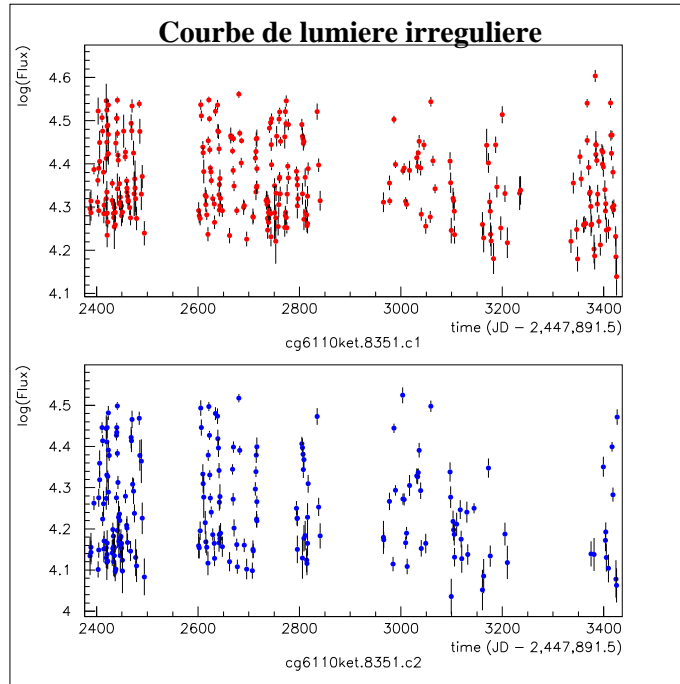 Courbe de lumiere irreguliere
log(Flux)
4.6
4.5
4.4
4.3
4.2
4.1
2400 2600 2800 3000 3200 3400
time (JD – 2,447,891.5)
cg6110ket.8351.c1
log(Flux)
4.5
4.4
4.3
4.2
4.1
4
2400 2600 2800 3000 3200 3400
time (JD – 2,447,891.5)
cg6110ket.8351.c2